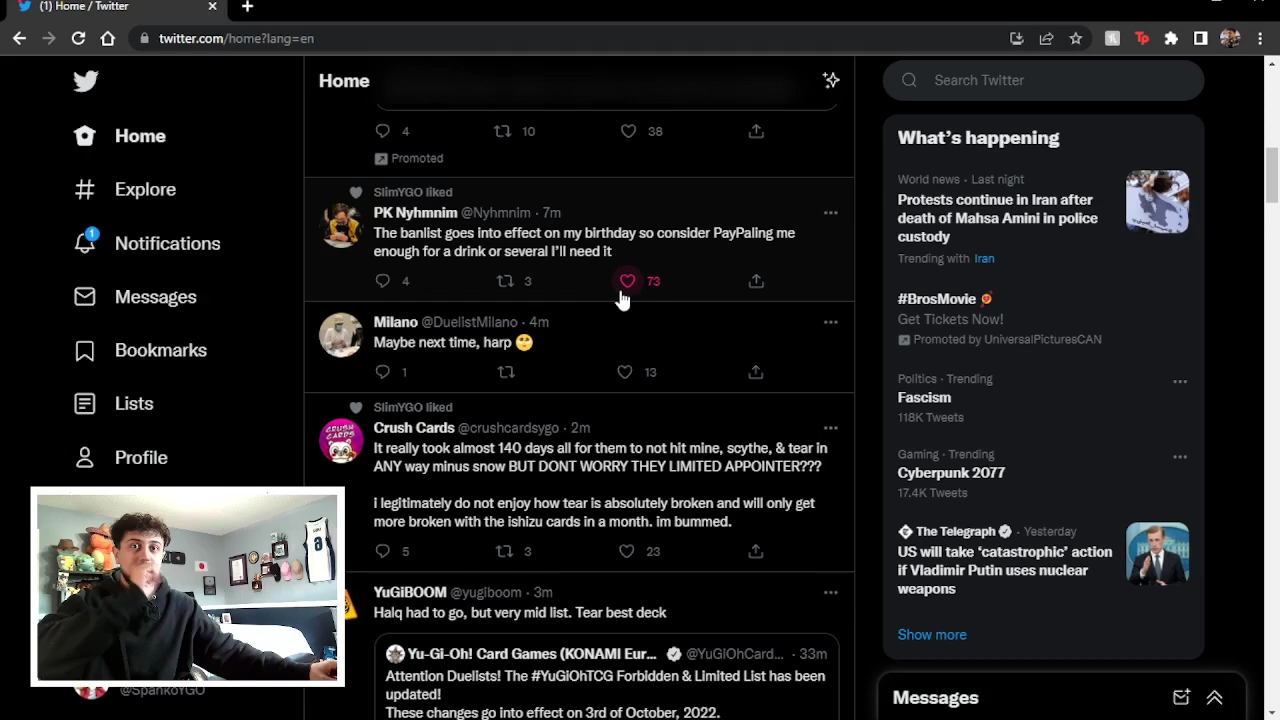 (1) Home / Twitter
twitter.com/home?lang=en
Home
Explore
Notifications
1
Messages
Bookmarks
Lists
Profile
@SpankoYGO
Home
4 10 38
Promoted
SlimYGO liked
PK Nyhmnim @Nyhmnim · 7m
The banlist goes into effect on my birthday so consider PayPaling me
enough for a drink or several I'll need it
4 3 73
Milano @DuelistMilano · 4m
Maybe next time, harp 🥺
1 13
SlimYGO liked
Crush Cards @crushcardsygo · 2m
It really took almost 140 days all for them to not hit mine, scythe, & tear in
ANY way minus snow BUT DONT WORRY THEY LIMITED APPOINTER???
i legitimately do not enjoy how tear is absolutely broken and will only get
more broken with the ishizu cards in a month. im bummed.
5 3 23
YuGiBOOM @yugiboom · 3m
Halq had to go, but very mid list. Tear best deck
Yu-Gi-Oh! Card Games (KONAMI Eur... @YuGiOhCard... · 33m
Attention Duelists! The #YuGiOhTCG Forbidden & Limited List has been
updated!
These changes go into effect on 3rd of October, 2022.
Search Twitter
What's happening
World news · Last night
Protests continue in Iran after
death of Mahsa Amini in police
custody
Trending with Iran
#BrosMovie
Get Tickets Now!
Promoted by UniversalPicturesCAN
Politics · Trending
Fascism
118K Tweets
Gaming · Trending
Cyberpunk 2077
17.4K Tweets
The Telegraph · Yesterday
US will take 'catastrophic' action
if Vladimir Putin uses nuclear
weapons
Show more
Messages